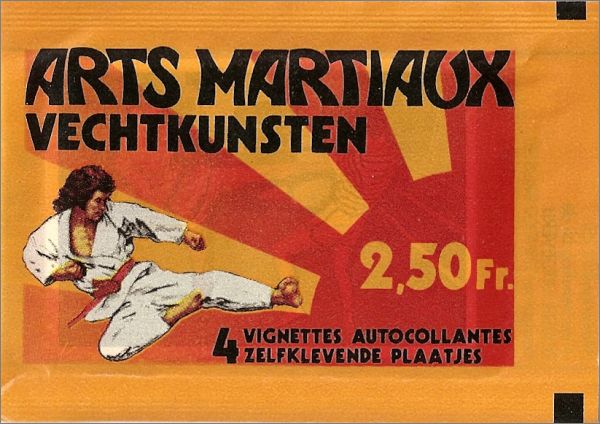 ARTS MARTIAUX
VECHTKUNSTEN
2,50 Fr.
4 VIGNETTES AUTOCOLLANTES
ZELFKLEVENDE PLAATJES